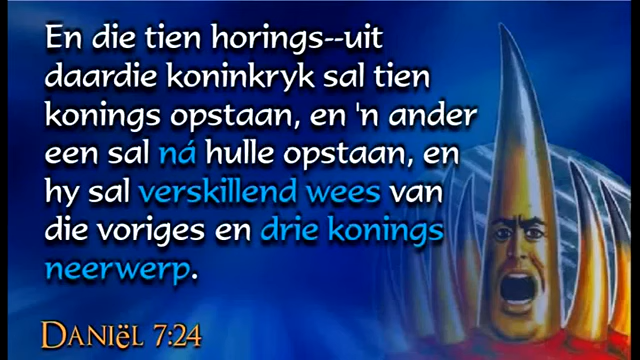 En die tien horings--uit
daardie koninkryk sal tien
konings opstaan, en 'n ander
een sal ná hulle opstaan, en
hy sal verskillend wees van
die voriges en drie konings
neerwerp.
DANIëL 7:24